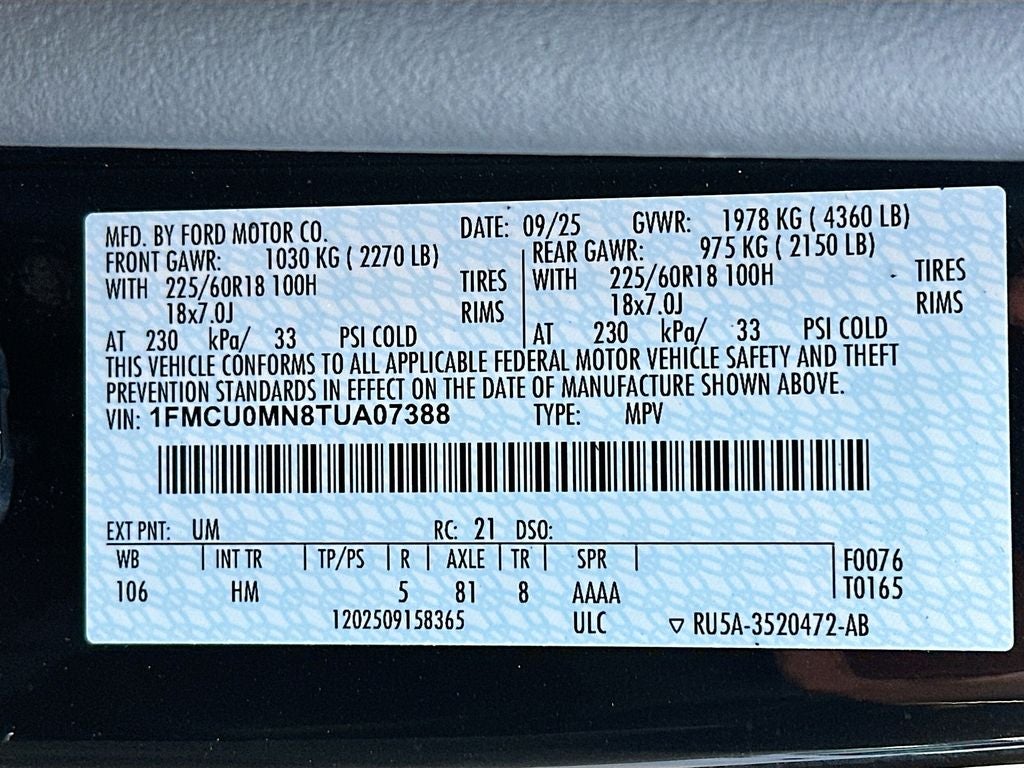 MFD. BY FORD MOTOR CO. DATE: 09/25 GVWR: 1978 KG ( 4360 LB)
FRONT GAWR: 1030 KG ( 2270 LB) REAR GAWR: 975 KG ( 2150 LB)
WITH 225/60R18 100H TIRES WITH 225/60R18 100H TIRES
18x7.0J RIMS 18x7.0J RIMS
AT 230 kPa/ 33 PSI COLD AT 230 kPa/ 33 PSI COLD
THIS VEHICLE CONFORMS TO ALL APPLICABLE FEDERAL MOTOR VEHICLE SAFETY AND THEFT
PREVENTION STANDARDS IN EFFECT ON THE DATE OF MANUFACTURE SHOWN ABOVE.
VIN: 1FMCU0MN8TUA07388 TYPE: MPV
EXT PNT: UM RC: 21 DSO:
WB INT TR TP/PS R AXLE TR SPR F0076
106 HM 5 81 8 AAAA T0165
1202509158365 ULC ▽ RU5A-3520472-AB